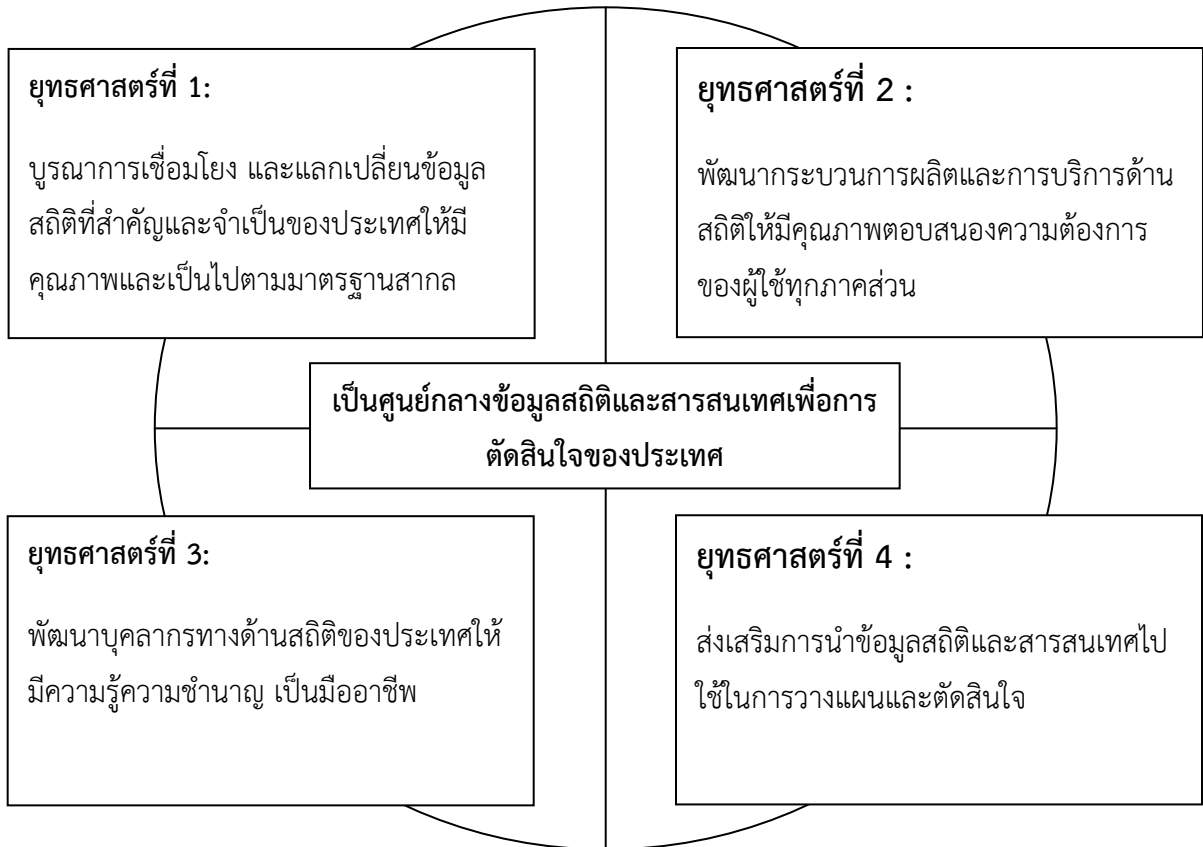 ยุทธศาสตร์ที่ 1:
บูรณาการเชื่อมโยง และแลกเปลี่ยนข้อมูล
สถิติที่สำคัญและจำเป็นของประเทศให้มี
คุณภาพและเป็นไปตามมาตรฐานสากล
ยุทธศาสตร์ที่ 2 :
พัฒนากระบวนการผลิตและการบริการด้าน
สถิติให้มีคุณภาพตอบสนองความต้องการ
ของผู้ใช้ทุกภาคส่วน
เป็นศูนย์กลางข้อมูลสถิติและสารสนเทศเพื่อการ
ตัดสินใจของประเทศ
ยุทธศาสตร์ที่ 3:
พัฒนาบุคลากรทางด้านสถิติของประเทศให้
มีความรู้ความชำนาญ เป็นมืออาชีพ
ยุทธศาสตร์ที่ 4 :
ส่งเสริมการนำข้อมูลสถิติและสารสนเทศไป
ใช้ในการวางแผนและตัดสินใจ